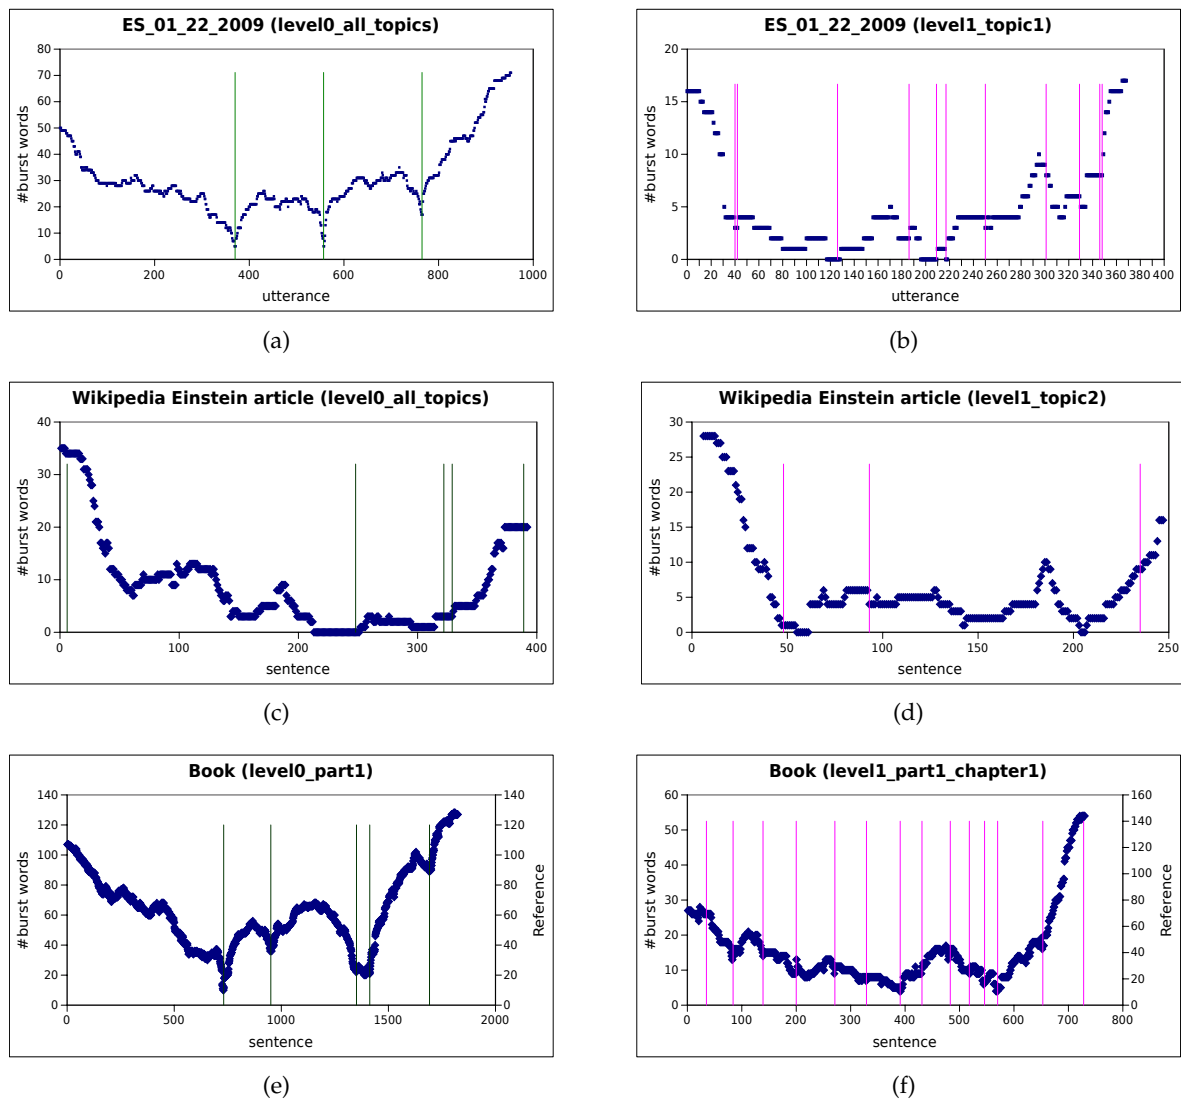 ES_01_22_2009 (level0_all_topics)
80
70
60
50
40
30
20
10
0
#burst words
0 200 400 600 800 1000
utterance
(a)
ES_01_22_2009 (level1_topic1)
20
15
10
5
0
#burst words
0 20 40 60 80 100 120 140 160 180 200 220 240 260 280 300 320 340 360 380 400
utterance
(b)
Wikipedia Einstein article (level0_all_topics)
40
30
20
10
0
#burst words
0 100 200 300 400
sentence
(c)
Wikipedia Einstein article (level1_topic2)
30
25
20
15
10
5
0
#burst words
0 50 100 150 200 250
sentence
(d)
Book (level0_part1)
140
120
100
80
60
40
20
0
#burst words
140
120
100
80
60
40
20
0
Reference
0 500 1000 1500 2000
sentence
(e)
Book (level1_part1_chapter1)
60
50
40
30
20
10
0
#burst words
160
140
120
100
80
60
40
20
0
Reference
0 100 200 300 400 500 600 700 800
sentence
(f)